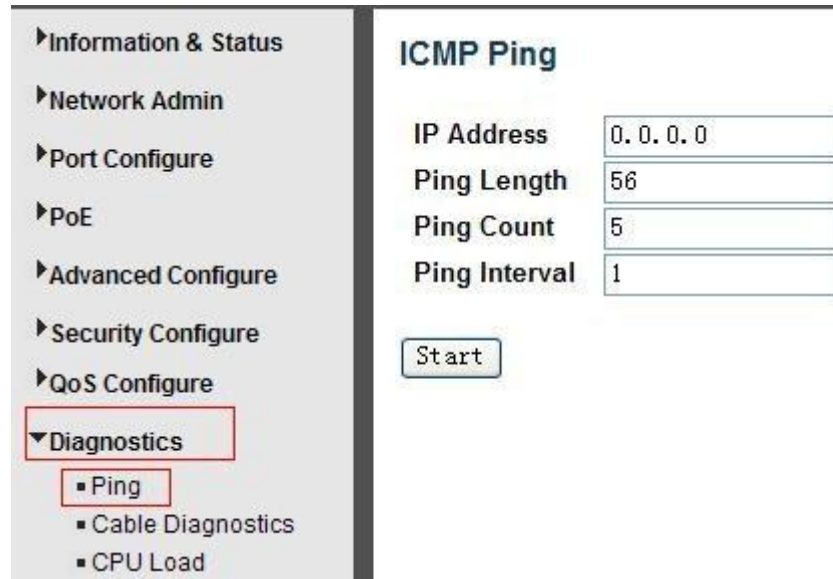 Information & Status
Network Admin
Port Configure
PoE
Advanced Configure
Security Configure
QoS Configure
Diagnostics
Ping
Cable Diagnostics
CPU Load
ICMP Ping
IP Address 0.0.0.0
Ping Length 56
Ping Count 5
Ping Interval 1
Start